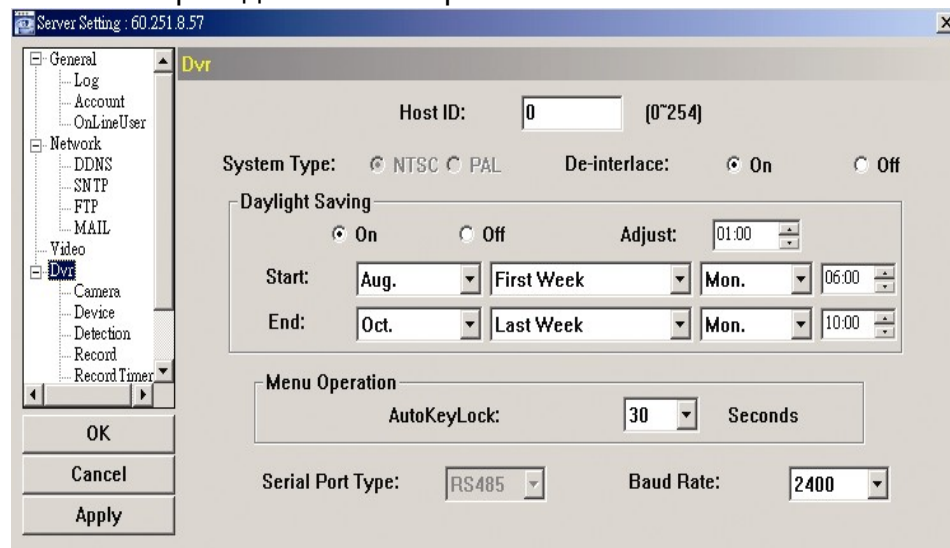 Server Setting : 60.251.8.57
General
Log
Account
OnLineUser
Network
DDNS
SNTP
FTP
MAIL
Video
Dvr
Camera
Device
Detection
Record
Record Timer
OK
Cancel
Apply
Dvr
Host ID: 0 (0~254)
System Type: NTSC PAL De-interlace: On Off
Daylight Saving
On Off Adjust: 01:00
Start: Aug. First Week Mon. 06:00
End: Oct. Last Week Mon. 10:00
Menu Operation
AutoKeyLock: 30 Seconds
Serial Port Type: RS485 Baud Rate: 2400